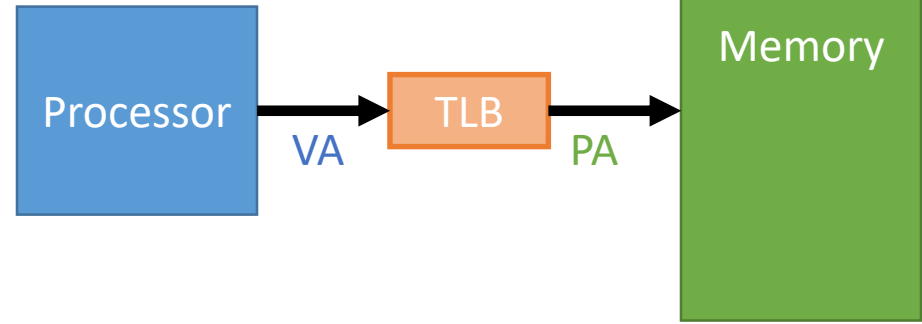 Processor
VA
TLB
PA
Memory